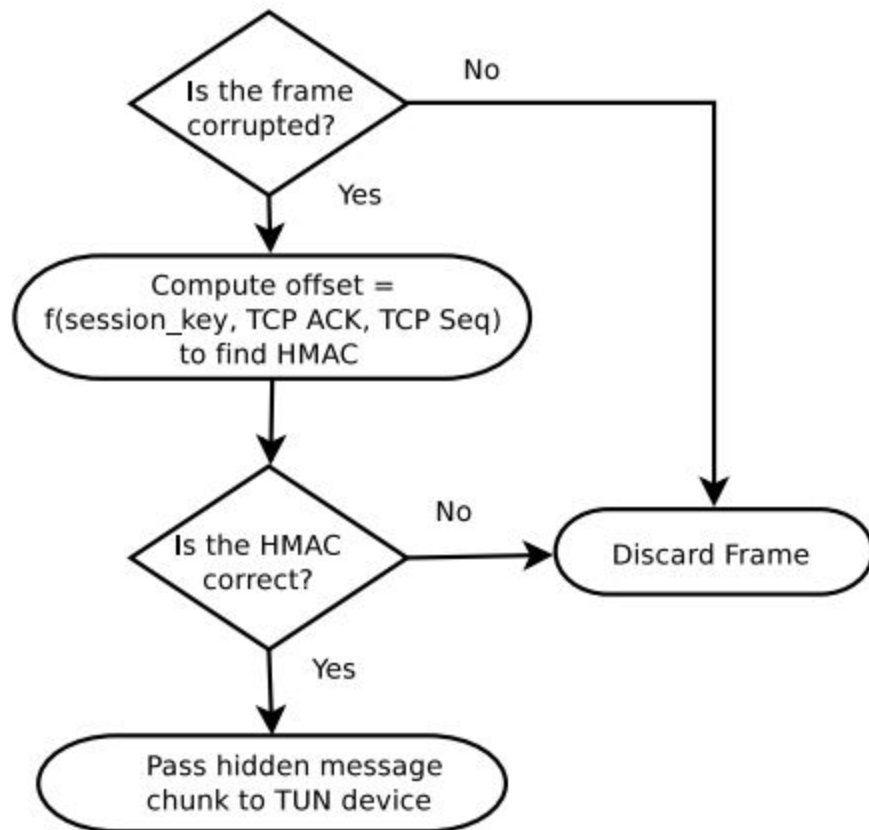 Is the frame
corrupted?
No
Yes
Compute offset =
f(session_key, TCP ACK, TCP Seq)
to find HMAC
Is the HMAC
correct?
No
Discard Frame
Yes
Pass hidden message
chunk to TUN device